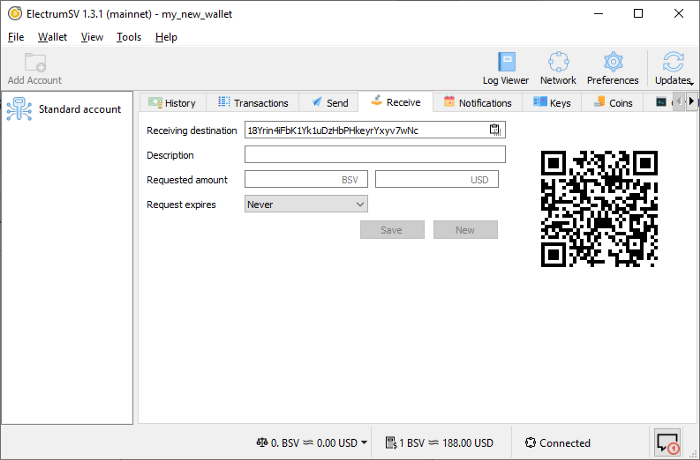 ElectrumSV 1.3.1 (mainnet) - my_new_wallet
File Wallet View Tools Help
Add Account Log Viewer Network Preferences Updates
Standard account
History Transactions Send Receive Notifications Keys Coins
Receiving destination 18Yrin4iFbK1Yk1uDzHbPHkeyrYxyv7wNc
Description
Requested amount BSV USD
Request expires Never
Save New
0. BSV ≈ 0.00 USD 1 BSV ≈ 188.00 USD Connected